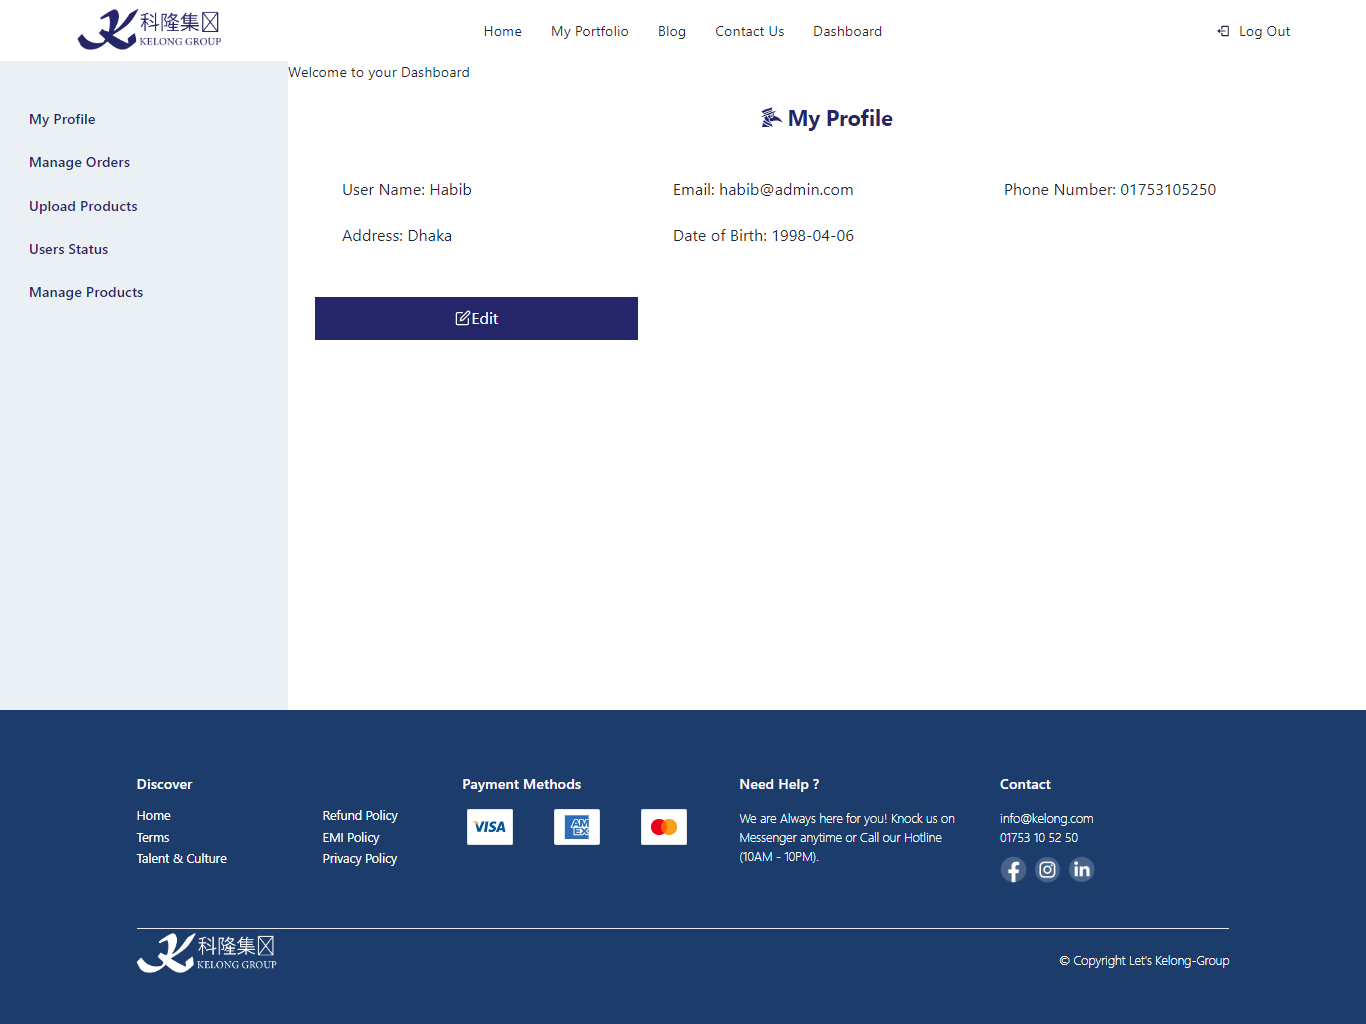 科隆集团
KELONG GROUP
Home My Portfolio Blog Contact Us Dashboard
Log Out
Welcome to your Dashboard
My Profile
Manage Orders
Upload Products
Users Status
Manage Products
My Profile
User Name: Habib Email: habib@admin.com Phone Number: 01753105250
Address: Dhaka Date of Birth: 1998-04-06
Edit
Discover
Home Refund Policy
Terms EMI Policy
Talent & Culture Privacy Policy
Payment Methods
VISA
AM
EX
Need Help ?
We are Always here for you! Knock us on
Messenger anytime or Call our Hotline
(10AM - 10PM).
Contact
info@kelong.com
01753 10 52 50
科隆集团
KELONG GROUP
© Copyright Let's Kelong-Group